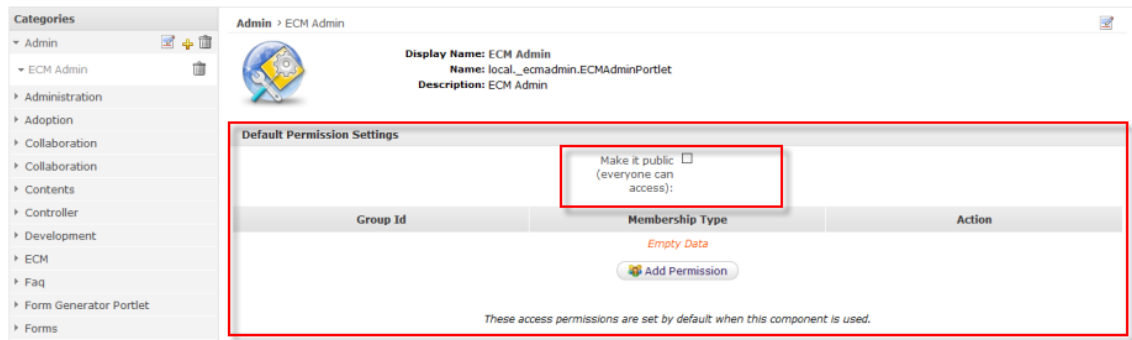 Categories
Admin
ECM Admin
Administration
Adoption
Collaboration
Collaboration
Contents
Controller
Development
ECM
Faq
Form Generator Portlet
Forms
Admin > ECM Admin
Display Name: ECM Admin
Name: local._ecmadmin.ECMAdminPortlet
Description: ECM Admin
Default Permission Settings
Make it public
(everyone can
access):
Group Id Membership Type Action
Empty Data
Add Permission
These access permissions are set by default when this component is used.